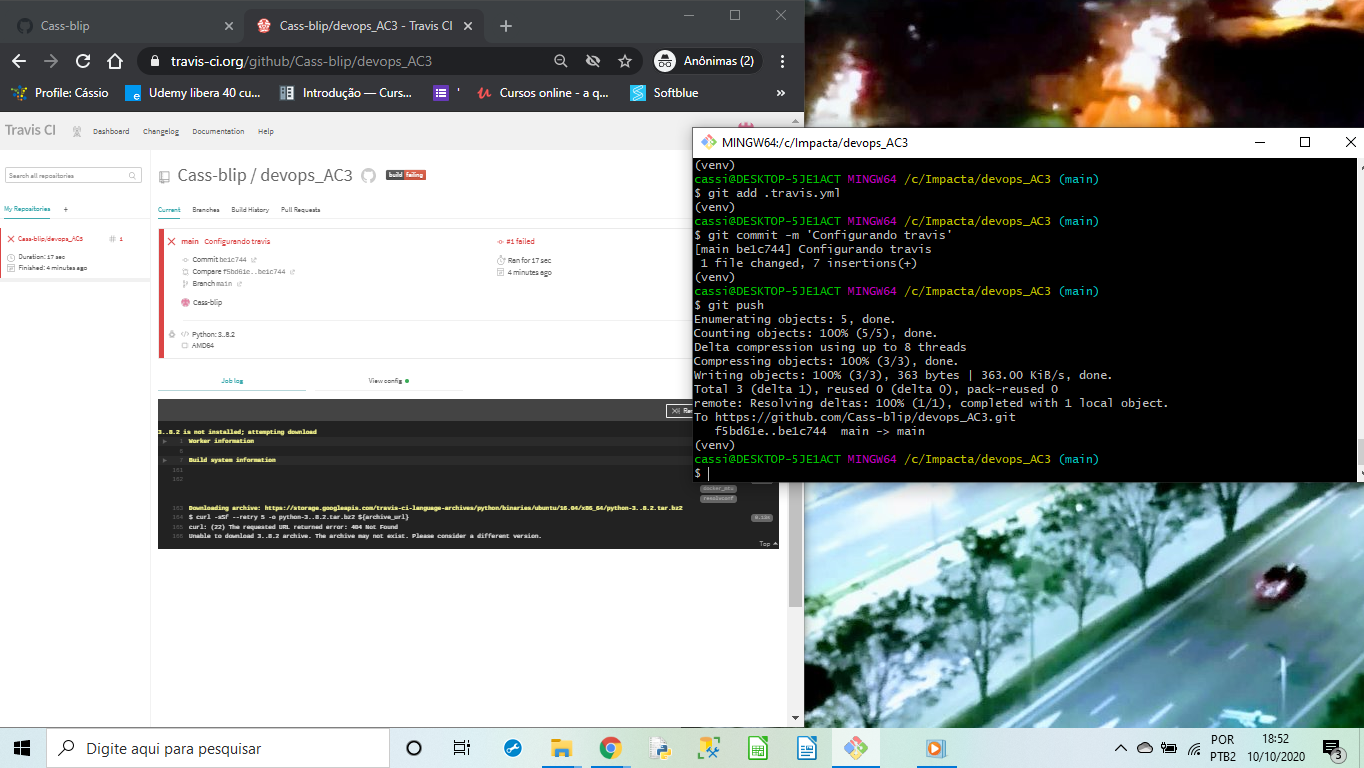 Cass-blip
Cass-blip/devops_AC3 - Travis CI
travis-ci.org/github/Cass-blip/devops_AC3
Anônimas (2)
Profile: Cássio
Udemy libera 40 cu...
Introdução — Curs...
Cursos online - a q...
Softblue
»
Travis CI
Dashboard
Changelog
Documentation
Help
Search all repositories
My Repositories +
Cass-blip/devops_AC3
# 1
Duration: 17 sec
Finished: 4 minutes ago
Cass-blip / devops_AC3
build failing
Current
Branches
Build History
Pull Requests
main Configurando travis
#1 failed
Commit be1c744
Ran for 17 sec
Compare f5bd61e..be1c744
4 minutes ago
Branch main
Cass-blip
Python: 3..8.2
AMD64
Job log
View config
3..8.2 is not installed; attempting download
Worker information
6
Build system information
101
102
docker_mtu
resolvconf
103 Downloading archive: https://storage.googleapis.com/travis-ci-language-archives/python/binaries/ubuntu/16.04/x86_64/python-3..8.2.tar.bz2
104 $ curl -sSf --retry 5 -o python-3..8.2.tar.bz2 ${archive_url}
105 curl: (22) The requested URL returned error: 404 Not Found
106 Unable to download 3..8.2 archive. The archive may not exist. Please consider a different version.
Top
MINGW64:/c/Impacta/devops_AC3
(venv)
cassi@DESKTOP-5JE1ACT MINGW64 /c/Impacta/devops_AC3 (main)
$ git add .travis.yml
(venv)
cassi@DESKTOP-5JE1ACT MINGW64 /c/Impacta/devops_AC3 (main)
$ git commit -m 'Configurando travis'
[main be1c744] Configurando travis
 1 file changed, 7 insertions(+)
(venv)
cassi@DESKTOP-5JE1ACT MINGW64 /c/Impacta/devops_AC3 (main)
$ git push
Enumerating objects: 5, done.
Counting objects: 100% (5/5), done.
Delta compression using up to 8 threads
Compressing objects: 100% (3/3), done.
Writing objects: 100% (3/3), 363 bytes | 363.00 KiB/s, done.
Total 3 (delta 1), reused 0 (delta 0), pack-reused 0
remote: Resolving deltas: 100% (1/1), completed with 1 local object.
To https://github.com/Cass-blip/devops_AC3.git
   f5bd61e..be1c744  main -> main
(venv)
cassi@DESKTOP-5JE1ACT MINGW64 /c/Impacta/devops_AC3 (main)
$
Digite aqui para pesquisar
POR
PTB2
18:52
10/10/2020
3